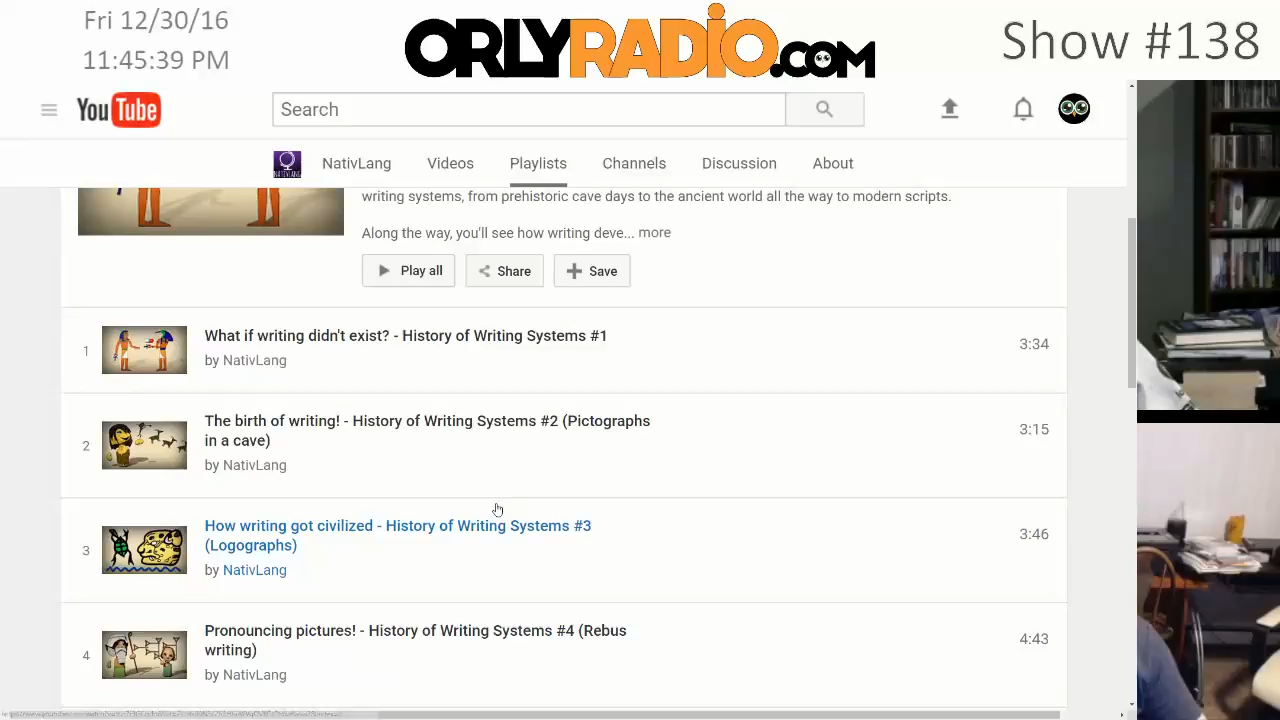 Fri 12/30/16
11:45:39 PM
ORLYRADIO.COM
Show #138
YouTube
Search
NativLang
Videos
Playlists
Channels
Discussion
About
writing systems, from prehistoric cave days to the ancient world all the way to modern scripts.
Along the way, you'll see how writing deve... more
Play all
Share
Save
1
What if writing didn't exist? - History of Writing Systems #1
by NativLang
3:34
2
The birth of writing! - History of Writing Systems #2 (Pictographs
in a cave)
by NativLang
3:15
3
How writing got civilized - History of Writing Systems #3
(Logographs)
by NativLang
3:46
4
Pronouncing pictures! - History of Writing Systems #4 (Rebus
writing)
by NativLang
4:43